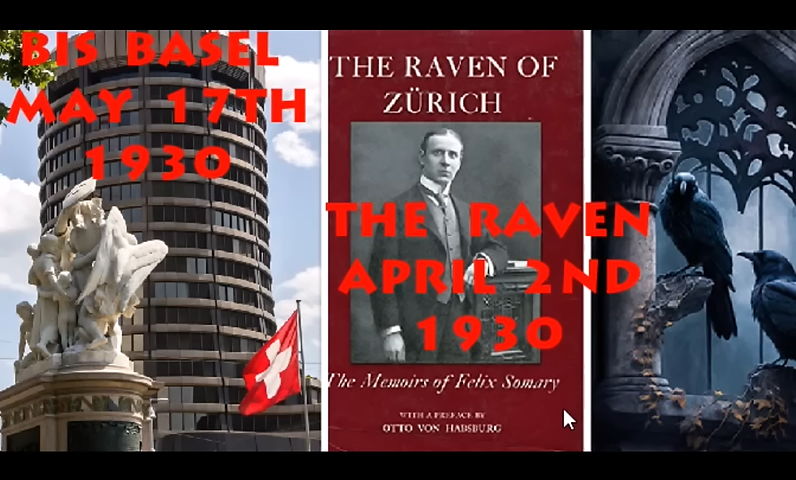 BIS BASEL
MAY 17TH
1930
THE RAVEN OF
ZÜRICH
THE RAVEN
APRIL 2ND
1930
The Memoirs of Felix Somary
WITH A PREFACE BY
OTTO VON HABSBURG